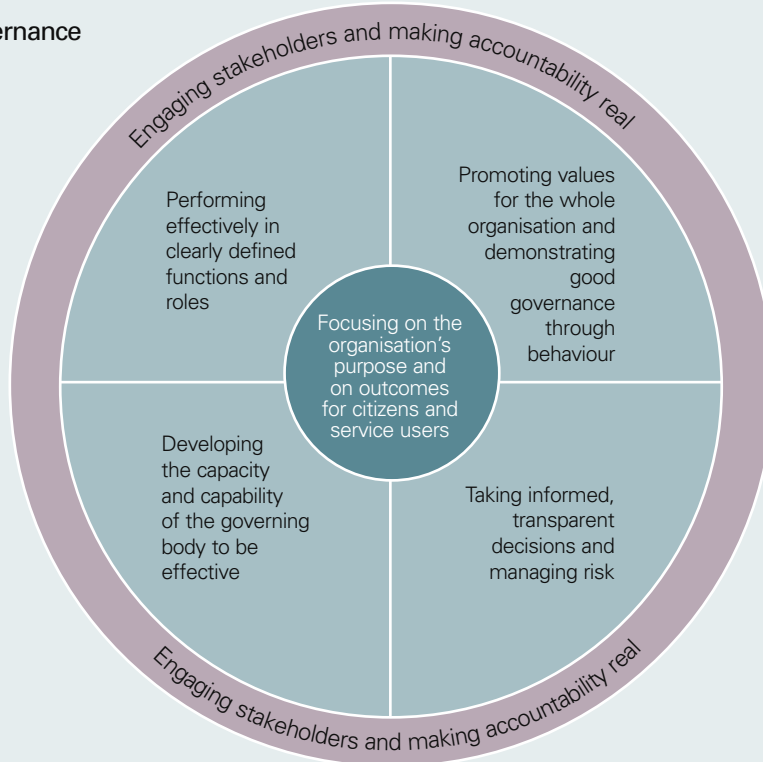 ernance
Engaging stakeholders and making accountability real
Performing
effectively in
clearly defined
functions and
roles
Promoting values
for the whole
organisation and
demonstrating
good
governance
through
behaviour
Focusing on the
organisation's
purpose and
on outcomes
for citizens and
service users
Developing
the capacity
and capability
of the governing
body to be
effective
Taking informed,
transparent
decisions and
managing risk
Engaging stakeholders and making accountability real